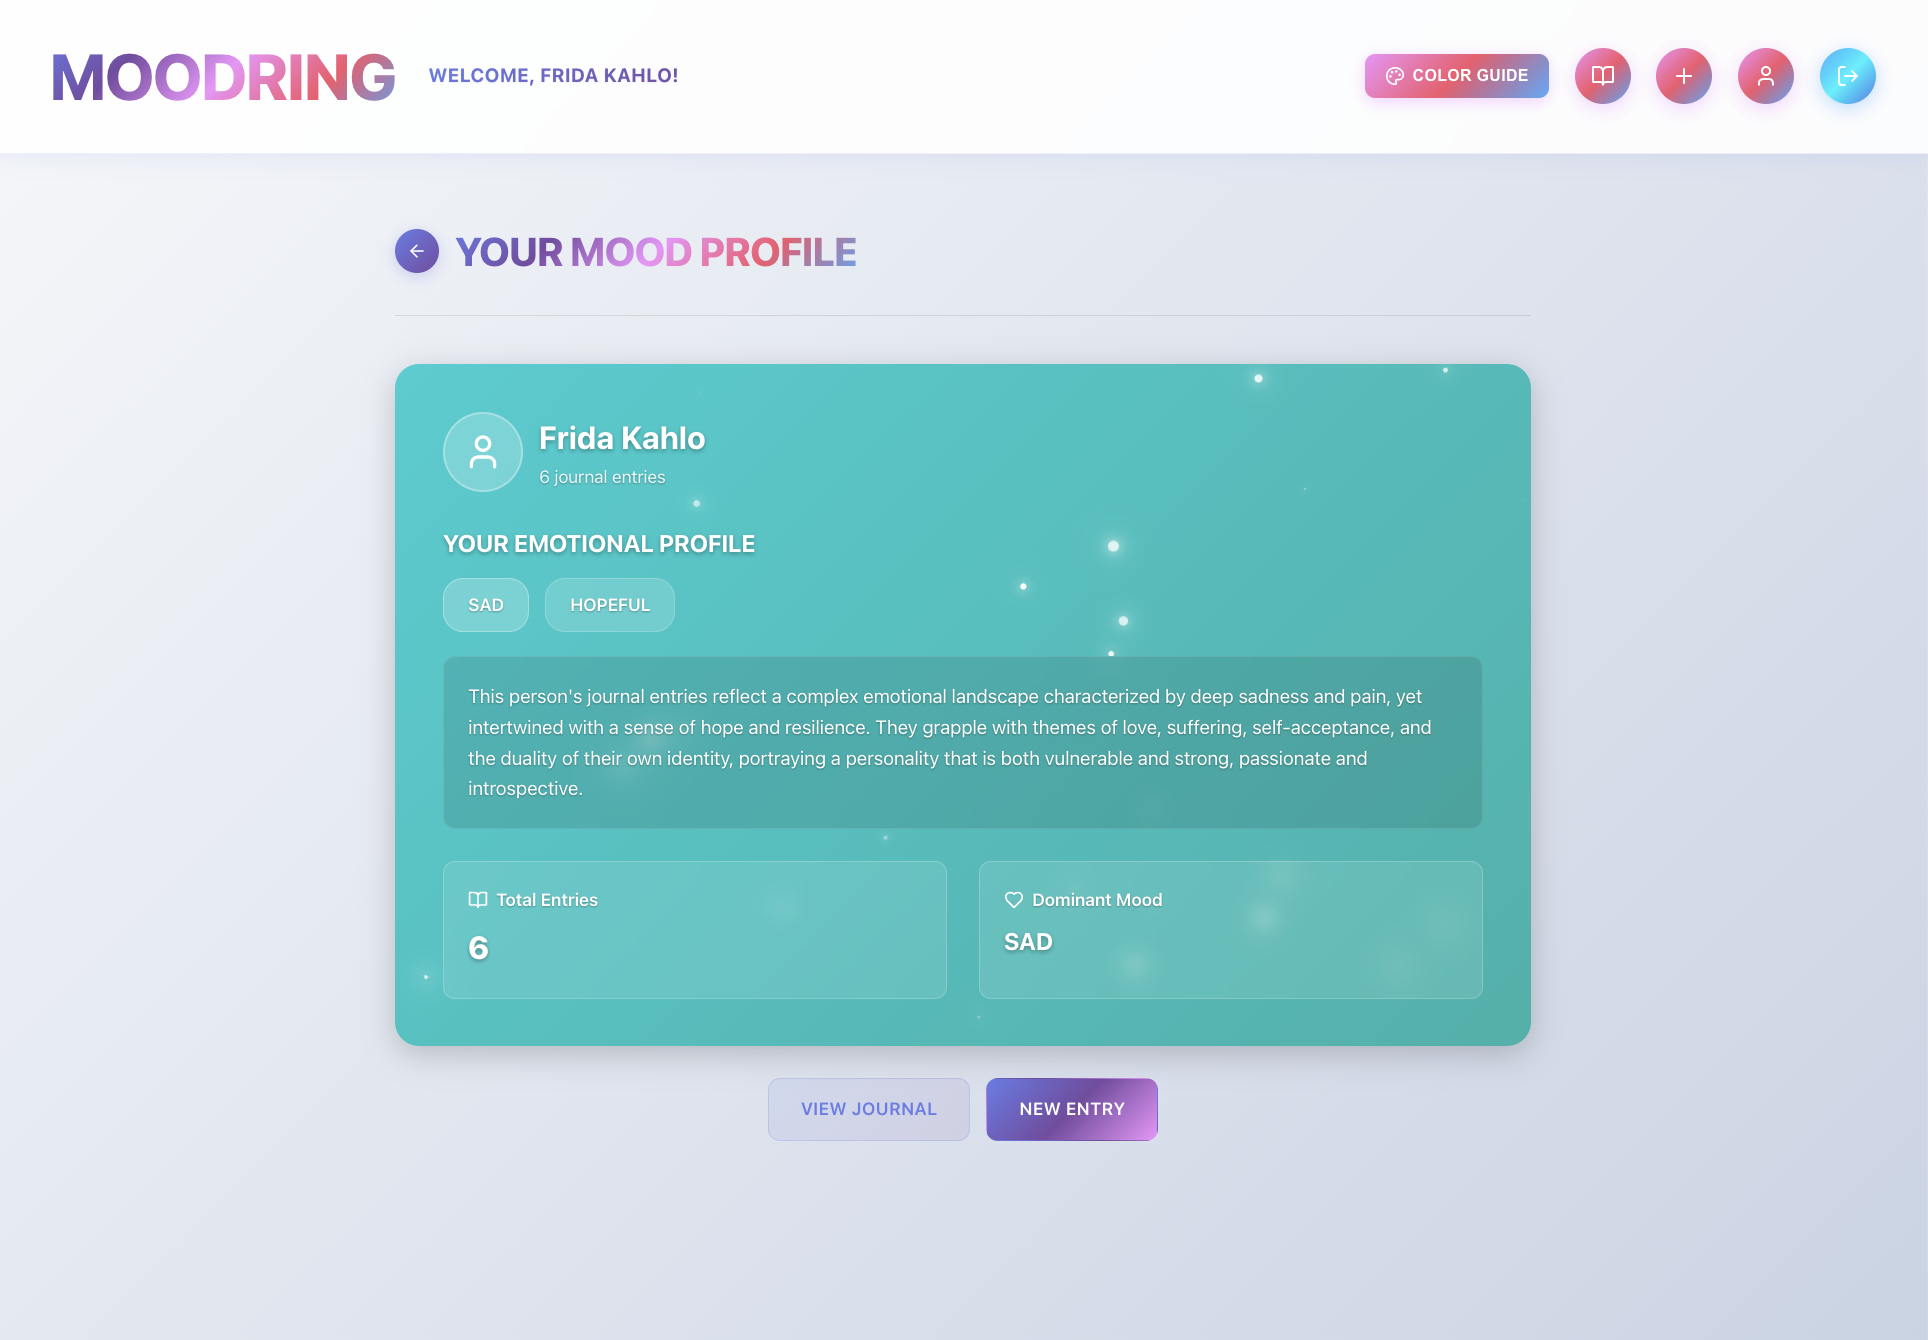 MOODRING
WELCOME, FRIDA KAHLO!
COLOR GUIDE
YOUR MOOD PROFILE
Frida Kahlo
6 journal entries
YOUR EMOTIONAL PROFILE
SAD
HOPEFUL
This person's journal entries reflect a complex emotional landscape characterized by deep sadness and pain, yet
intertwined with a sense of hope and resilience. They grapple with themes of love, suffering, self-acceptance, and
the duality of their own identity, portraying a personality that is both vulnerable and strong, passionate and
introspective.
Total Entries
6
Dominant Mood
SAD
VIEW JOURNAL
NEW ENTRY